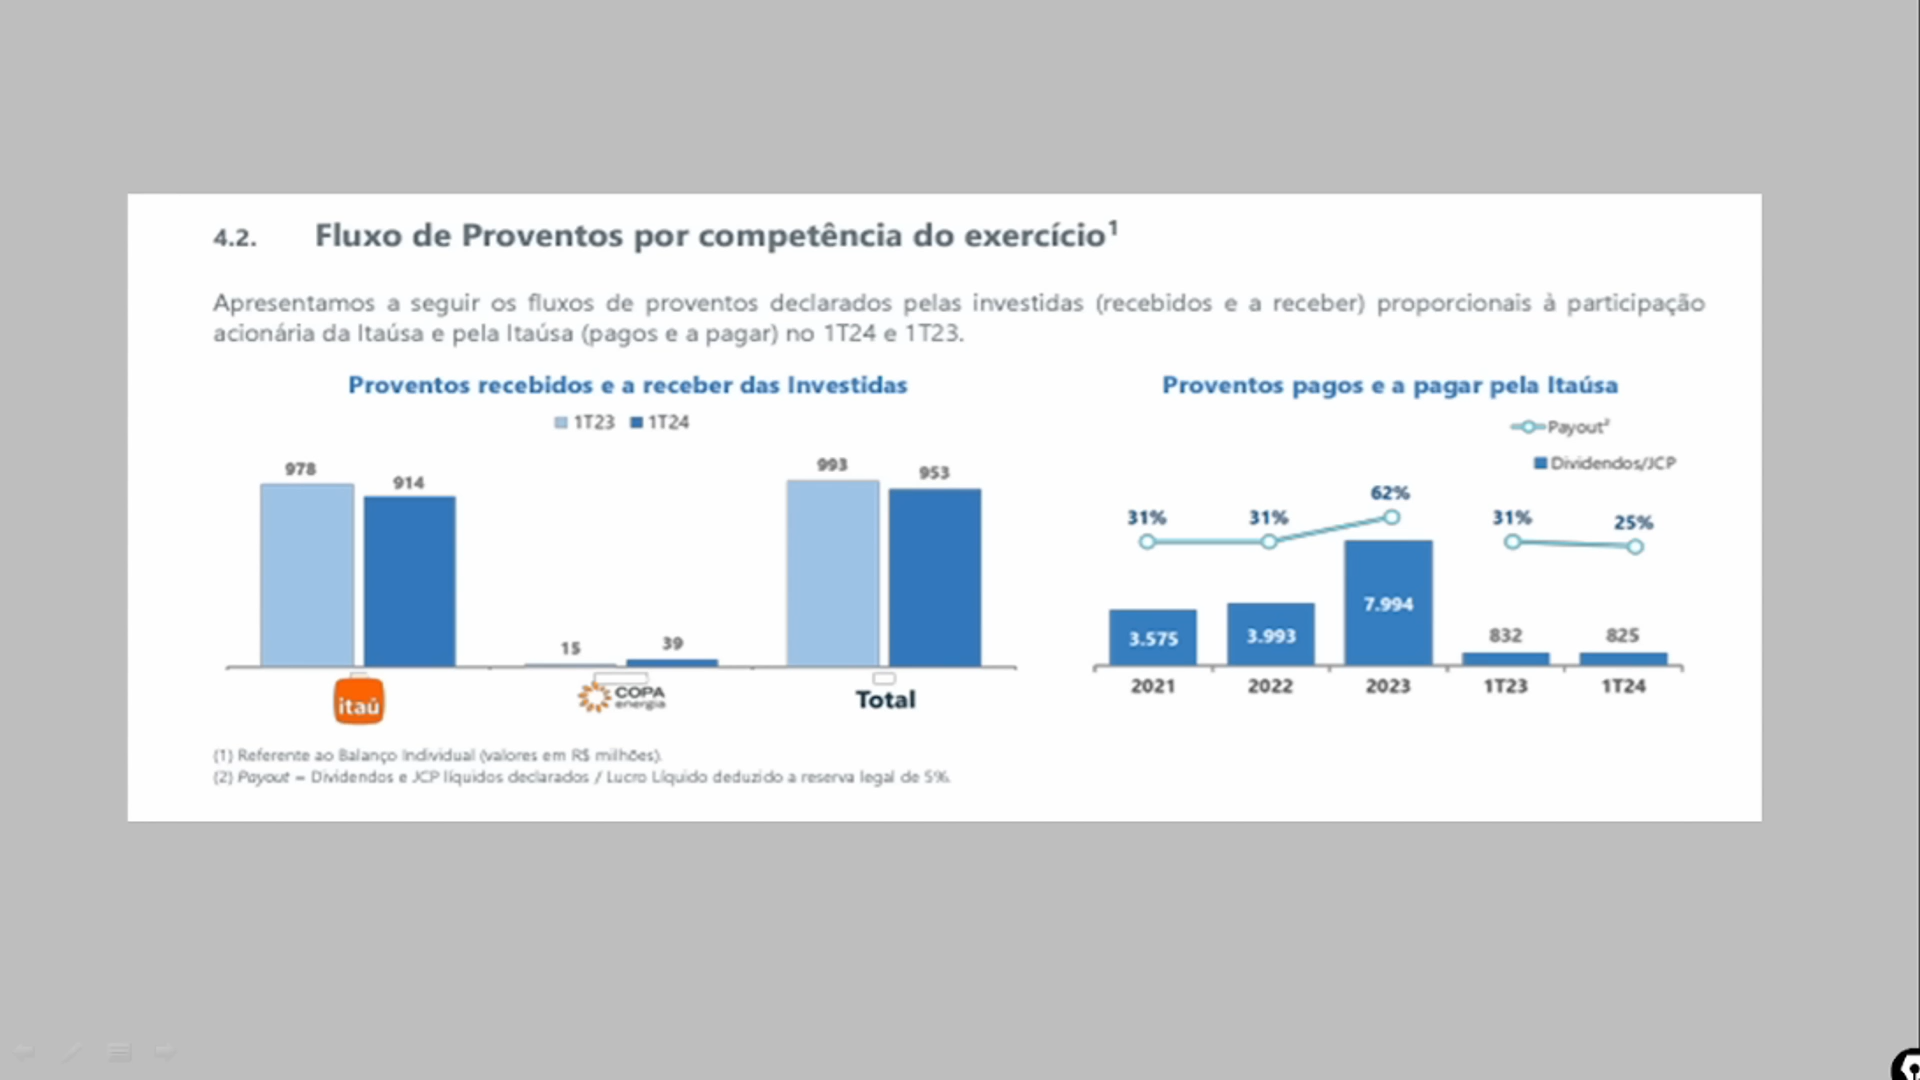 4.2. Fluxo de Proventos por competência do exercício¹
Apresentamos a seguir os fluxos de proventos declarados pelas investidas (recebidos e a receber) proporcionais à participação
acionária da Itaúsa e pela Itaúsa (pagos e a pagar) no 1T24 e 1T23.
Proventos recebidos e a receber das Investidas
1T23 1T24
978
914
15
39
993
953
itaú
COPA
energia
Total
Proventos pagos e a pagar pela Itaúsa
Payout²
Dividendos/JCP
31% 31% 62% 31% 25%
3.575 3.993 7.994 832 825
2021 2022 2023 1T23 1T24
(1) Referente ao Balanço Individual (valores em R$ milhões).
(2) Payout = Dividendos e JCP líquidos declarados / Lucro Líquido deduzido a reserva legal de 5%.